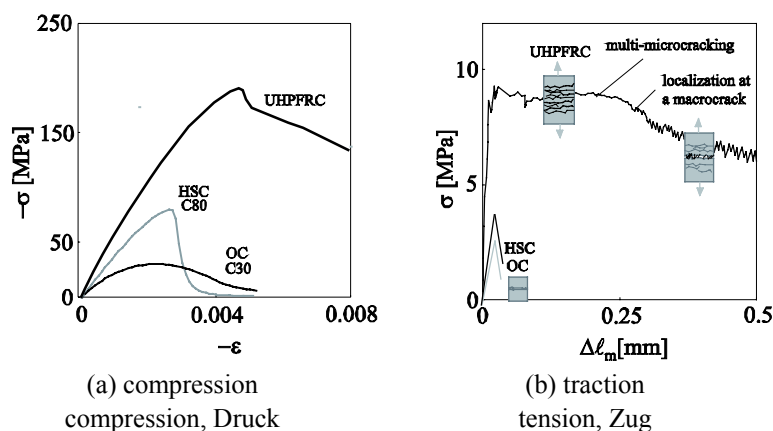 250
150
50
0
−σ [MPa]
UHPFRC
HSC
C80
OC
C30
0
0.004
0.008
−ε
(a) compression
compression, Druck
10
5
0
σ [MPa]
UHPFRC
multi-microcracking
localization at
a macrocrack
HSC
OC
0
0.25
0.5
Δℓm[mm]
(b) traction
tension, Zug